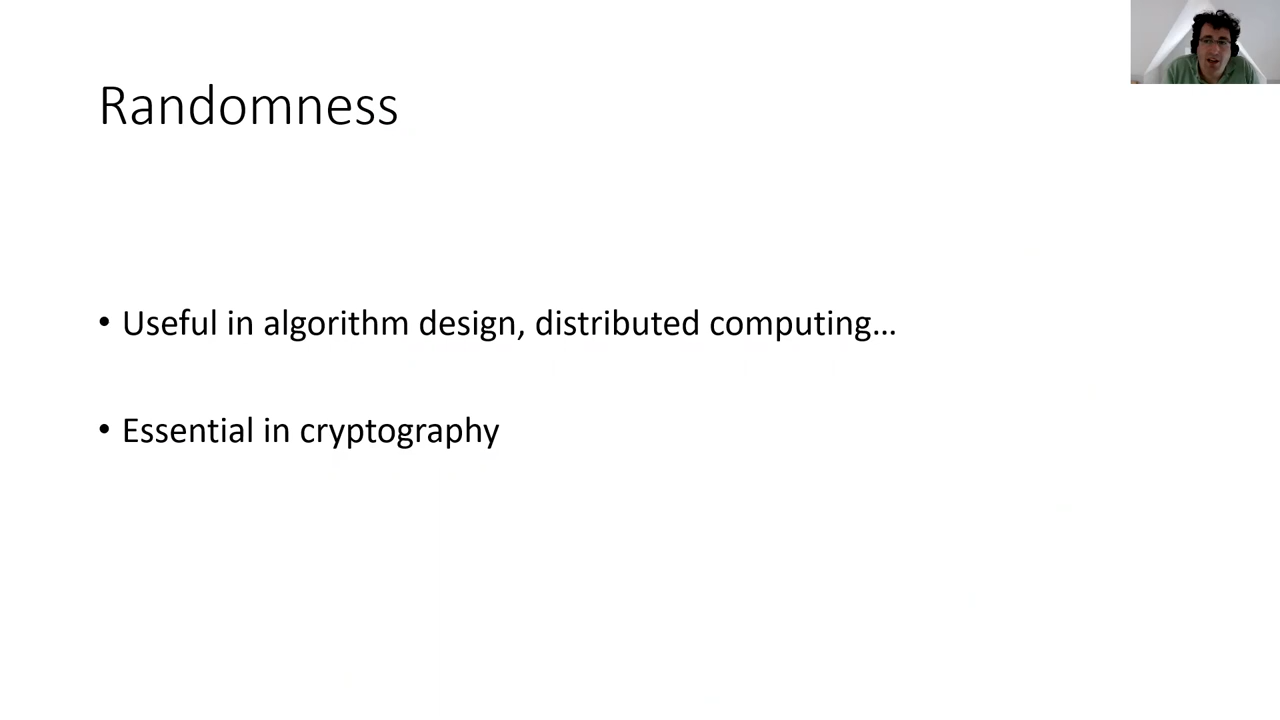 Randomness
• Useful in algorithm design, distributed computing…
• Essential in cryptography